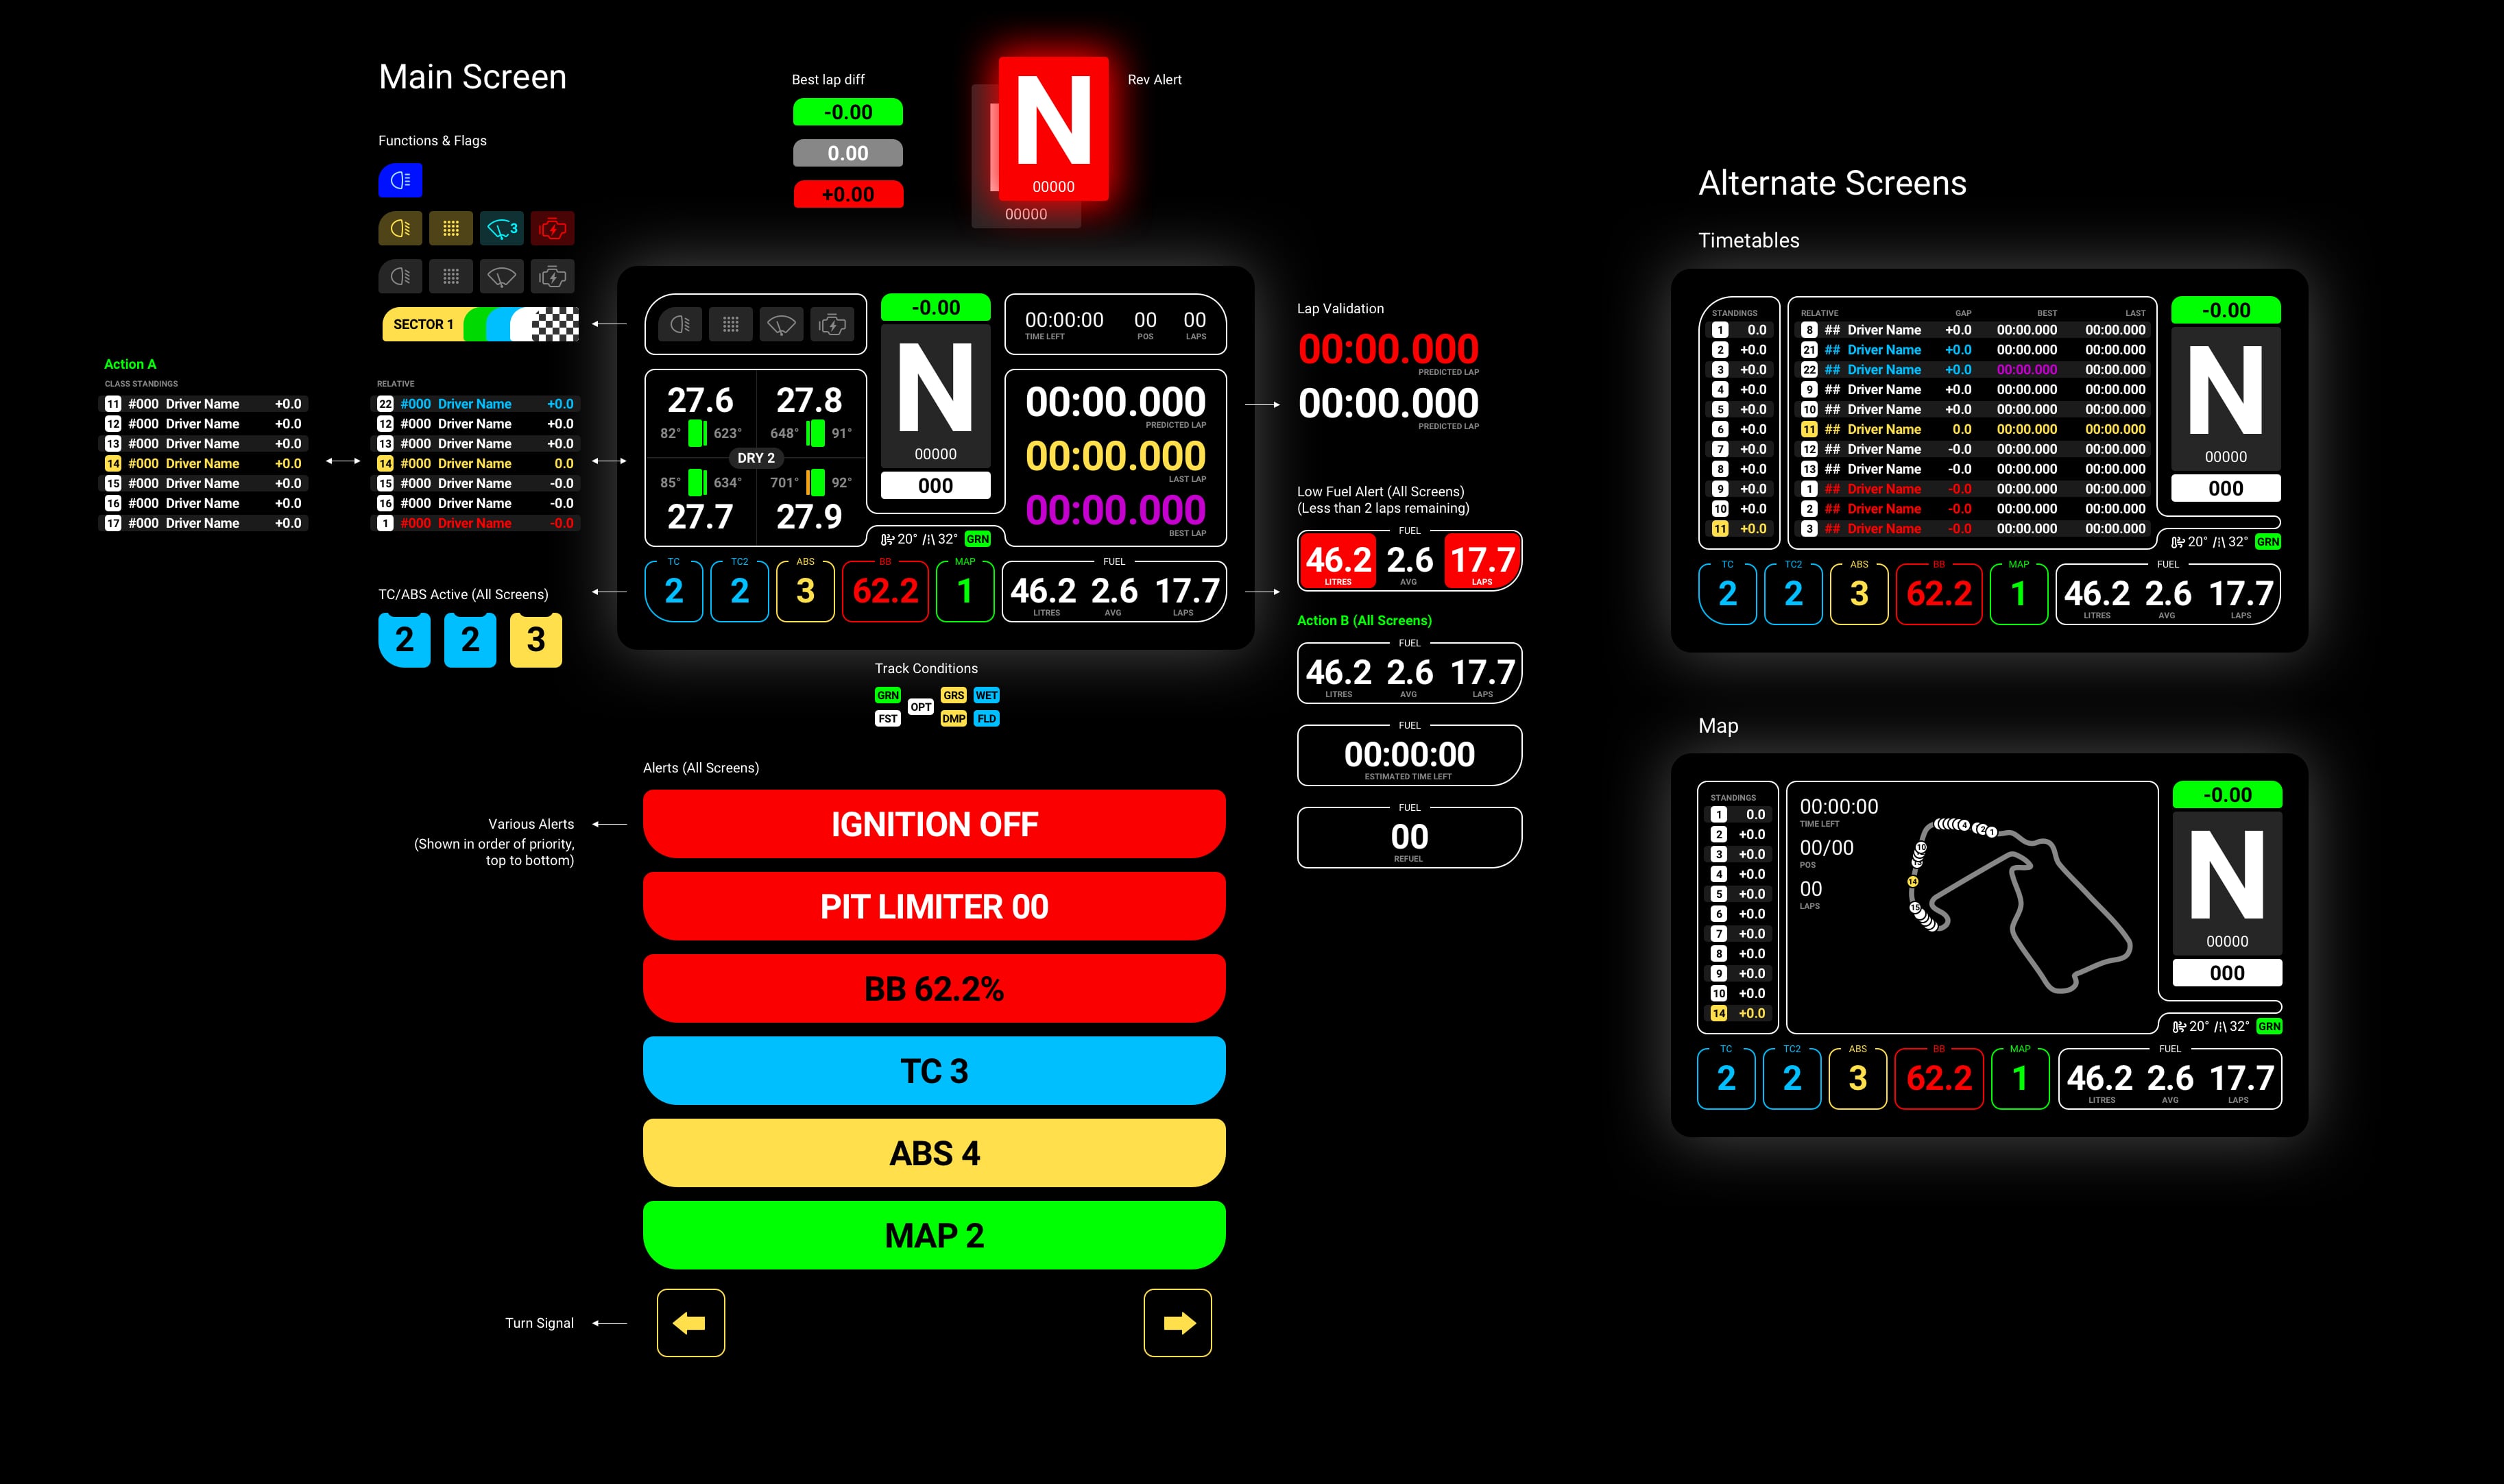 Main Screen
Functions & Flags
3
SECTOR 1
Best lap diff
-0.00
0.00
+0.00
N
00000
00000
Rev Alert
Action A
CLASS STANDINGS
11 #000 Driver Name +0.0
12 #000 Driver Name +0.0
13 #000 Driver Name +0.0
14 #000 Driver Name +0.0
15 #000 Driver Name +0.0
16 #000 Driver Name +0.0
17 #000 Driver Name +0.0
RELATIVE
22 #000 Driver Name +0.0
12 #000 Driver Name +0.0
13 #000 Driver Name +0.0
14 #000 Driver Name 0.0
15 #000 Driver Name -0.0
16 #000 Driver Name -0.0
1 #000 Driver Name -0.0
TC/ABS Active (All Screens)
2 2 3
27.6 27.8
82° 623° 648° 91°
DRY 2
85° 634° 701° 92°
27.7 27.9
-0.00
N
00000
000
20° 32° GRN
00:00:00 00 00
TIME LEFT POS LAPS
00:00.000
PREDICTED LAP
00:00.000
LAST LAP
00:00.000
BEST LAP
TC TC2 ABS BB MAP FUEL
2 2 3 62.2 1 46.2 2.6 17.7
LITRES AVG LAPS
Track Conditions
GRN GRS WET
OPT
FST DMP FLD
Lap Validation
00:00.000
PREDICTED LAP
00:00.000
PREDICTED LAP
Low Fuel Alert (All Screens)
(Less than 2 laps remaining)
FUEL
46.2 2.6 17.7
LITRES AVG LAPS
Action B (All Screens)
FUEL
46.2 2.6 17.7
LITRES AVG LAPS
FUEL
00:00:00
ESTIMATED TIME LEFT
FUEL
00
REFUEL
Alerts (All Screens)
Various Alerts
(Shown in order of priority,
top to bottom)
IGNITION OFF
PIT LIMITER 00
BB 62.2%
TC 3
ABS 4
MAP 2
Turn Signal
Alternate Screens
Timetables
STANDINGS
1 0.0
2 +0.0
3 +0.0
4 +0.0
5 +0.0
6 +0.0
7 +0.0
8 +0.0
9 +0.0
10 +0.0
11 +0.0
RELATIVE GAP BEST LAST
8 ## Driver Name +0.0 00:00.000 00:00.000
21 ## Driver Name +0.0 00:00.000 00:00.000
22 ## Driver Name +0.0 00:00.000 00:00.000
9 ## Driver Name +0.0 00:00.000 00:00.000
10 ## Driver Name +0.0 00:00.000 00:00.000
11 ## Driver Name 0.0 00:00.000 00:00.000
12 ## Driver Name -0.0 00:00.000 00:00.000
13 ## Driver Name -0.0 00:00.000 00:00.000
1 ## Driver Name -0.0 00:00.000 00:00.000
2 ## Driver Name -0.0 00:00.000 00:00.000
3 ## Driver Name -0.0 00:00.000 00:00.000
-0.00
N
00000
000
20° 32° GRN
TC TC2 ABS BB MAP FUEL
2 2 3 62.2 1 46.2 2.6 17.7
LITRES AVG LAPS
Map
STANDINGS
1 0.0
2 +0.0
3 +0.0
4 +0.0
5 +0.0
6 +0.0
7 +0.0
8 +0.0
9 +0.0
10 +0.0
14 +0.0
00:00:00
TIME LEFT
00/00
POS
00
LAPS
4 2 1
10
14
15
-0.00
N
00000
000
20° 32° GRN
TC TC2 ABS BB MAP FUEL
2 2 3 62.2 1 46.2 2.6 17.7
LITRES AVG LAPS